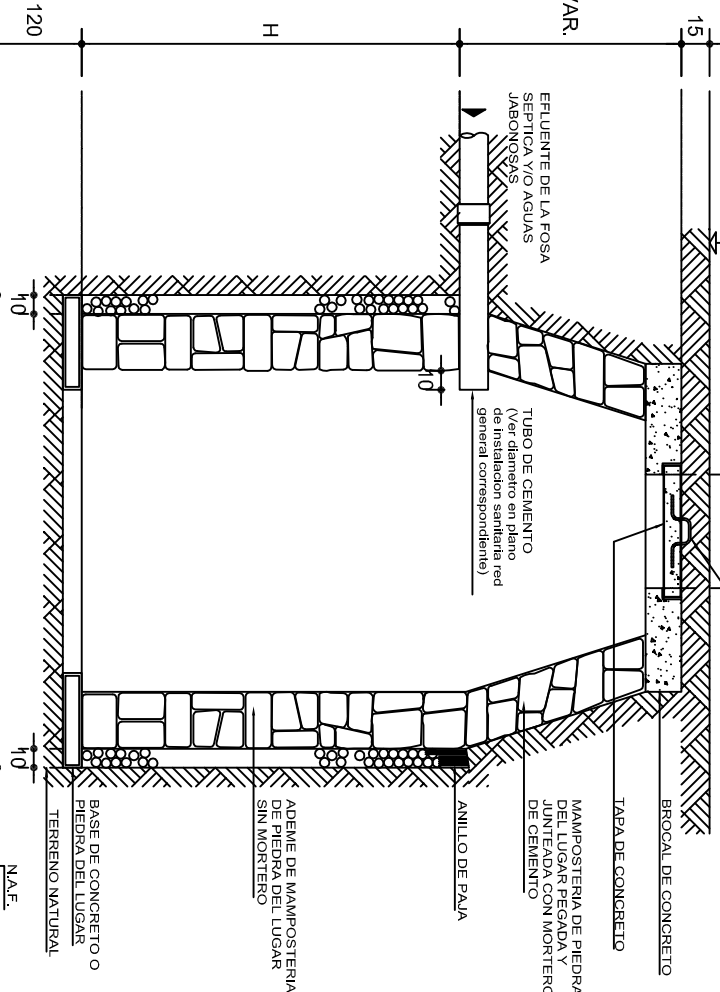 15
VAR.
H
120
EFLUENTE DE LA FOSA
SEPTICA Y/O AGUAS
JABONOSAS
TUBO DE CEMENTO
(Ver diametro en plano
de instalacion sanitaria red
general correspondiente)
10
10
10
BROCAL DE CONCRETO
TAPA DE CONCRETO
MAMPOSTERIA DE PIEDRA
DEL LUGAR PEGADA Y
JUNTEADA CON MORTERO
DE CEMENTO
ANILLO DE PAJA
ADEME DE MAMPOSTERIA
DE PIEDRA DEL LUGAR
SIN MORTERO
BASE DE CONCRETO O
PIEDRA DEL LUGAR
TERRENO NATURAL
N.A.F.